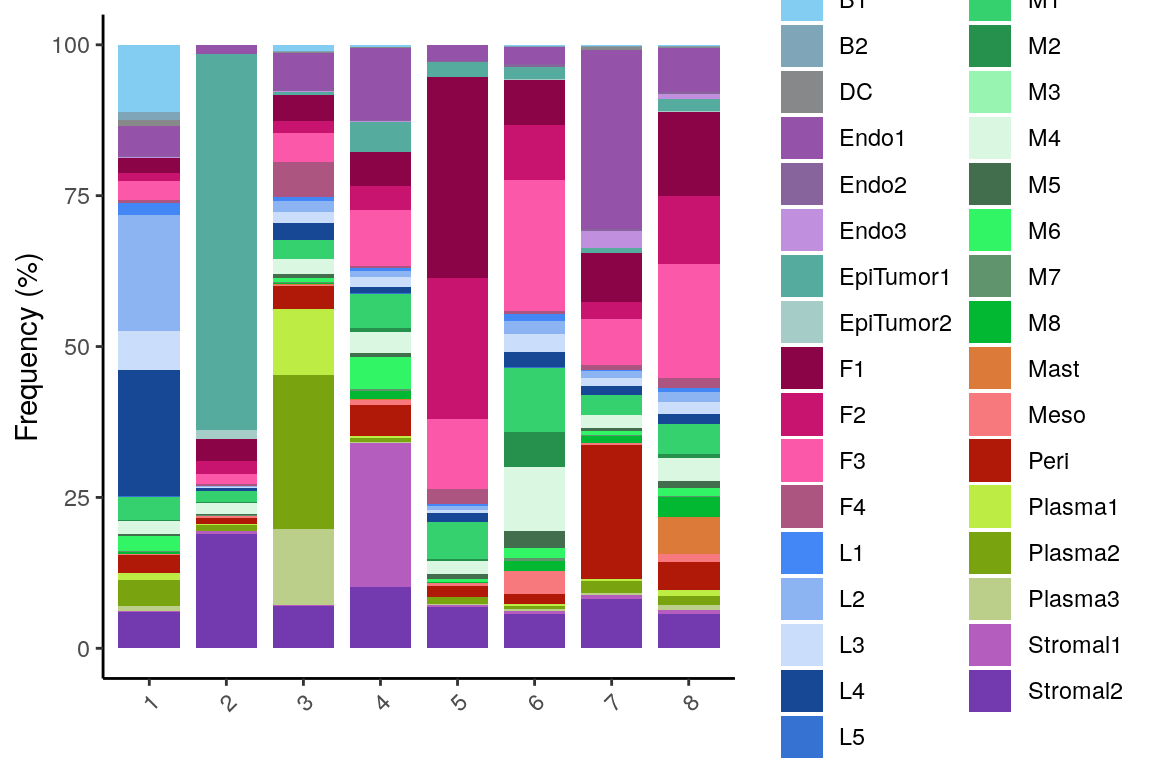 Frequency (%)
100
75
50
25
0
1 2 3 4 5 6 7 8
B1
B2
DC
Endo1
Endo2
Endo3
EpiTumor1
EpiTumor2
F1
F2
F3
F4
L1
L2
L3
L4
L5
M1
M2
M3
M4
M5
M6
M7
M8
Mast
Meso
Peri
Plasma1
Plasma2
Plasma3
Stromal1
Stromal2